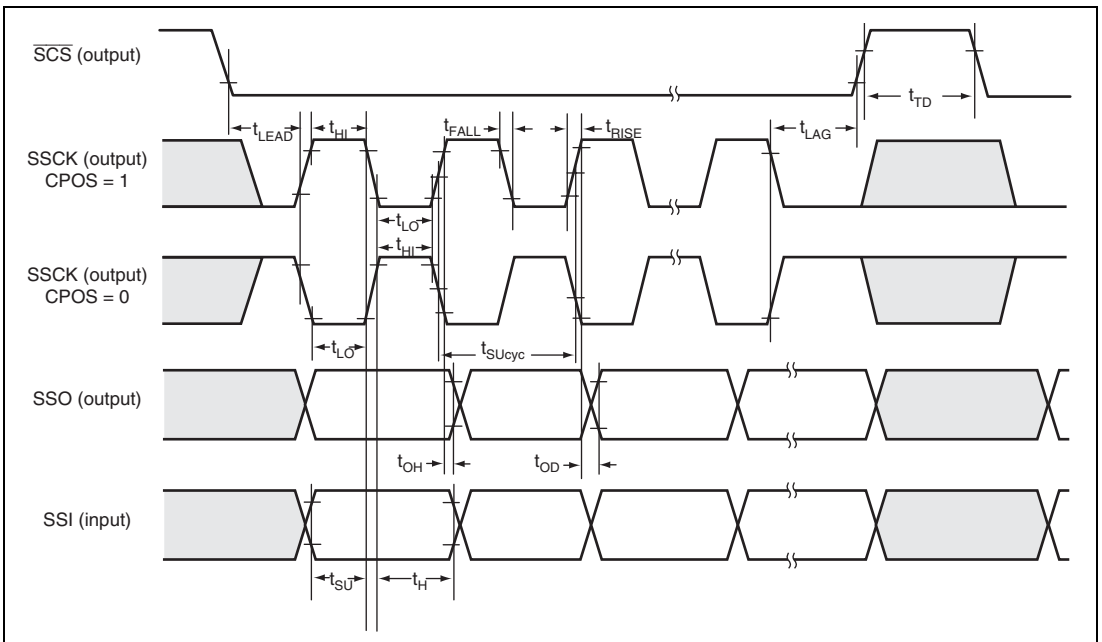 SCS (output)
tTD
tLEAD
tHI
tFALL
tRISE
tLAG
SSCK (output)
CPOS = 1
tLO
tHI
SSCK (output)
CPOS = 0
tLO
tSUcyc
SSO (output)
tOH
tOD
SSI (input)
tSU
tH